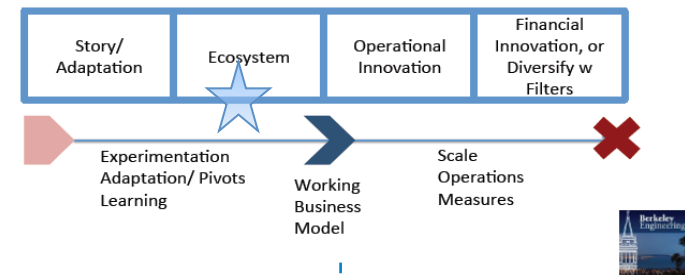 Story/
Adaptation
Ecosystem
Operational
Innovation
Financial
Innovation, or
Diversify w
Filters
Experimentation
Adaptation/ Pivots
Learning
Working
Business
Model
Scale
Operations
Measures
Berkeley
Engineering